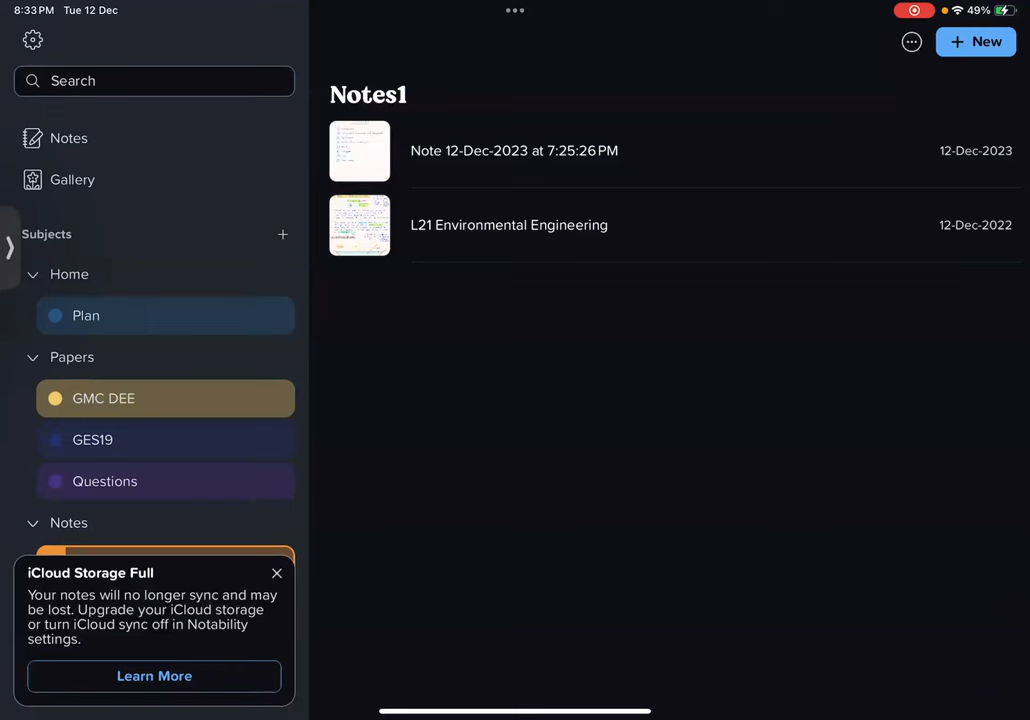 8:33 PM Tue 12 Dec
49%
New
Search
Notes
Gallery
Subjects
Home
Plan
Papers
GMC DEE
GES19
Questions
Notes
iCloud Storage Full
Your notes will no longer sync and may
be lost. Upgrade your iCloud storage
or turn iCloud sync off in Notability
settings.
Learn More
Notes1
Note 12-Dec-2023 at 7:25:26 PM
12-Dec-2023
L21 Environmental Engineering
12-Dec-2022